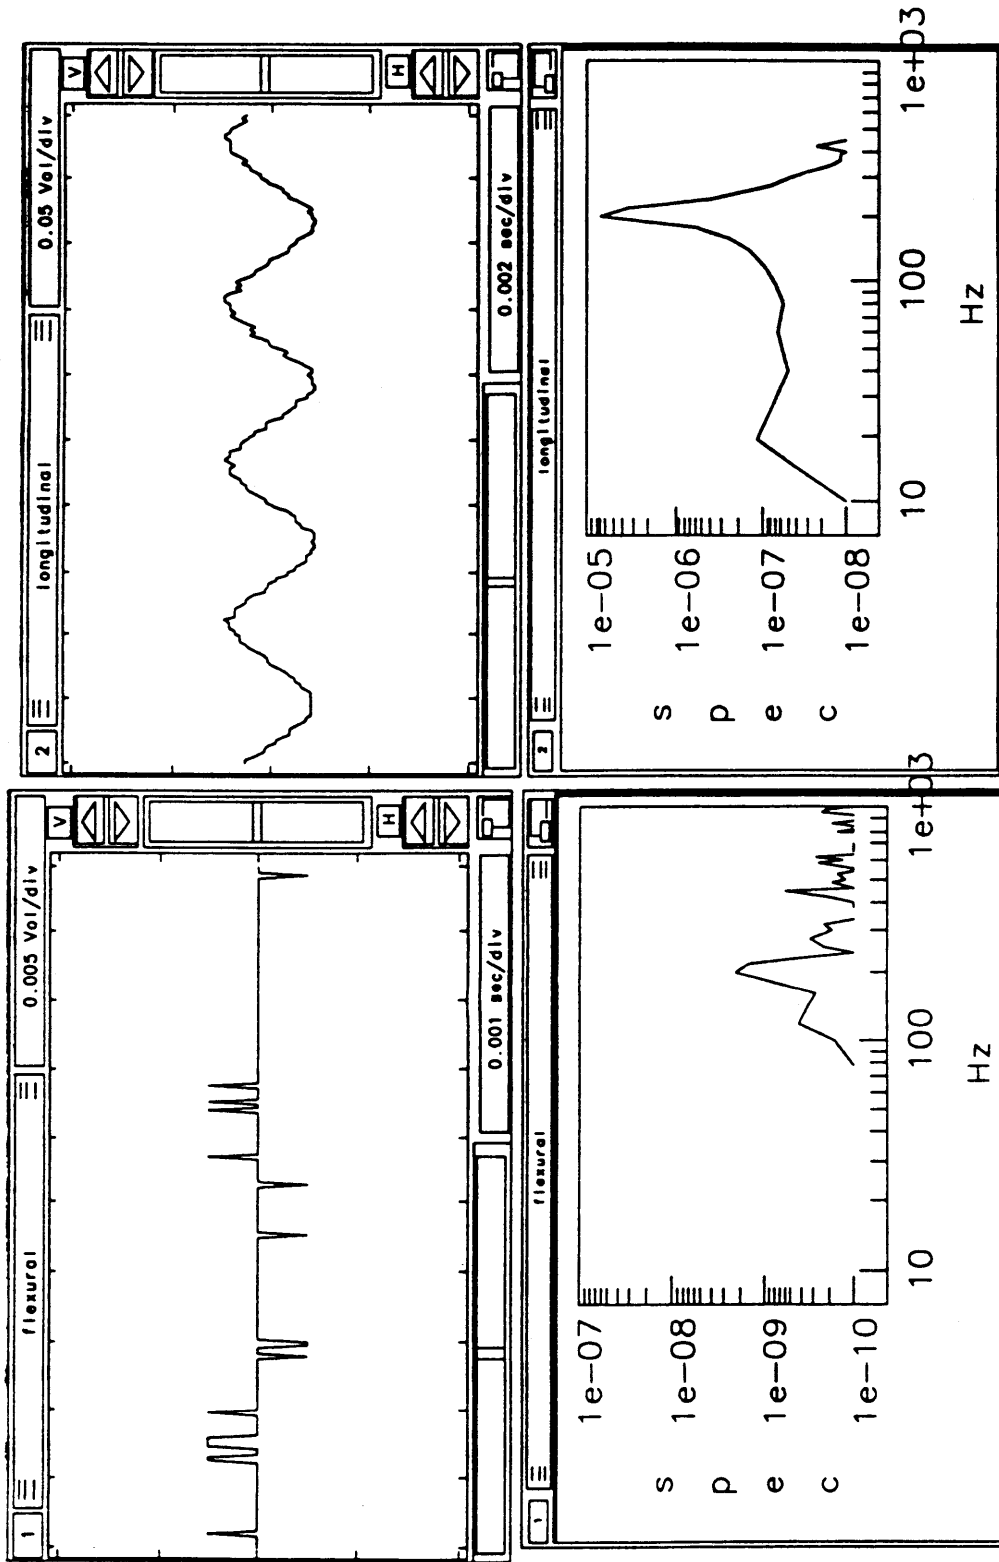 1
flexural
0.005 Vol/div
V
H
0.001 sec/div
2
longitudinal
0.05 Vol/div
V
H
0.002 sec/div
1
flexural
1e-07
1e-08
1e-09
1e-10
s
p
e
c
10
100
1e+03
Hz
2
longitudinal
1e-05
1e-06
1e-07
1e-08
s
p
e
c
10
100
1e+03
Hz